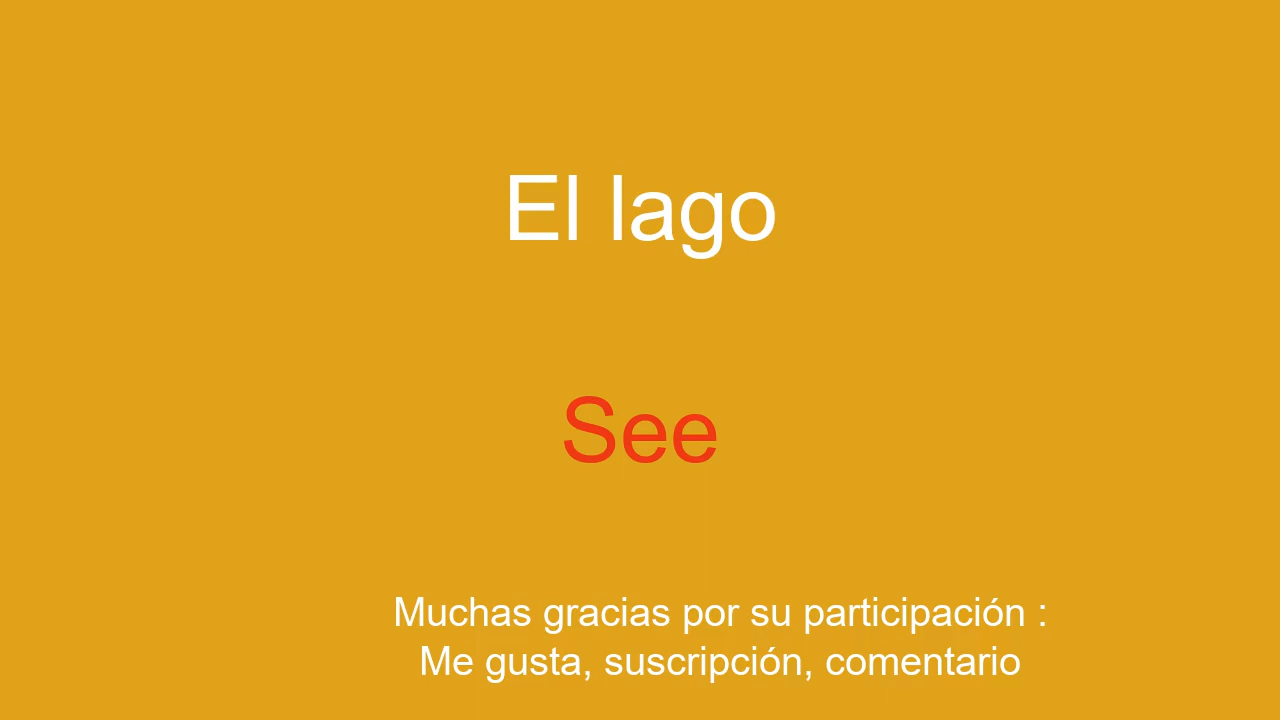 El lago
See
Muchas gracias por su participación :
Me gusta, suscripción, comentario